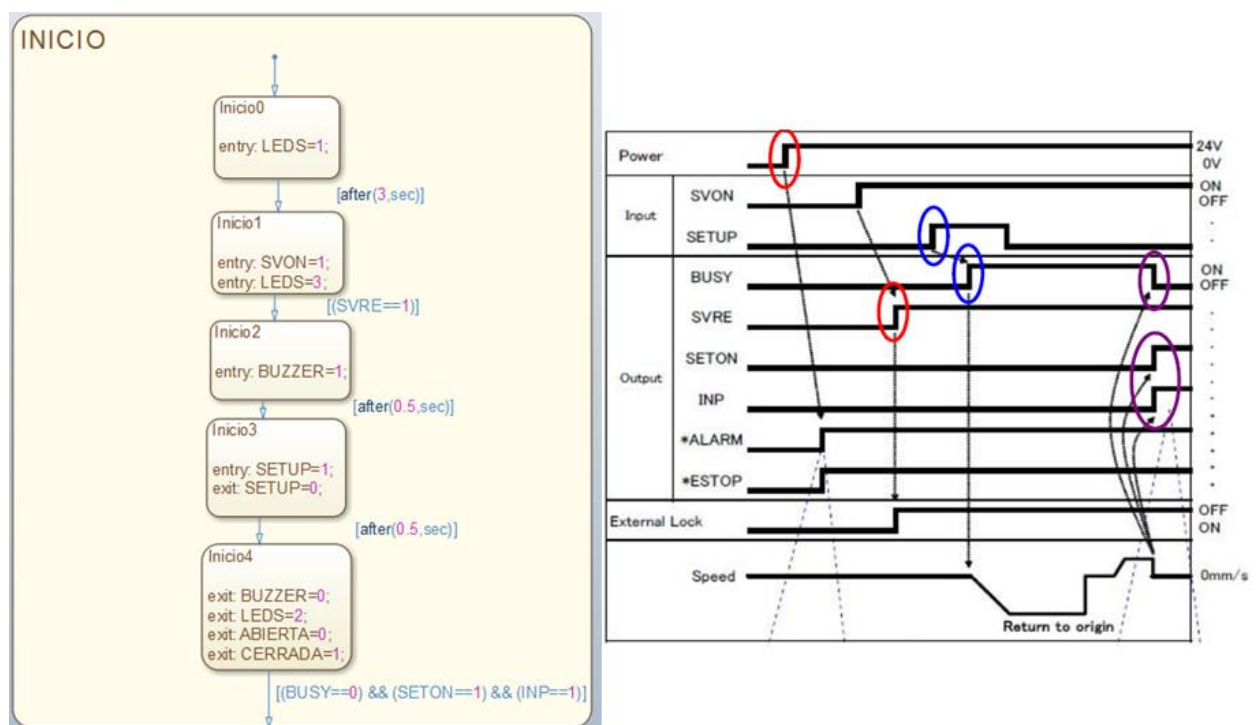 INICIO
Inicio0
entry: LEDS=1;
[after(3,sec)]
Inicio1
entry: SVON=1;
entry: LEDS=3;
[(SVRE==1)]
Inicio2
entry: BUZZER=1;
[after(0.5,sec)]
Inicio3
entry: SETUP=1;
exit: SETUP=0;
[after(0.5,sec)]
Inicio4
exit: BUZZER=0;
exit: LEDS=2;
exit: ABIERTA=0;
exit: CERRADA=1;
[(BUSY==0) && (SETON==1) && (INP==1)]
Power
24V
0V
Input
SVON
ON
OFF
SETUP
Output
BUSY
ON
OFF
SVRE
SETON
INP
*ALARM
*ESTOP
External Lock
OFF
ON
Speed
0mm/s
Return to origin